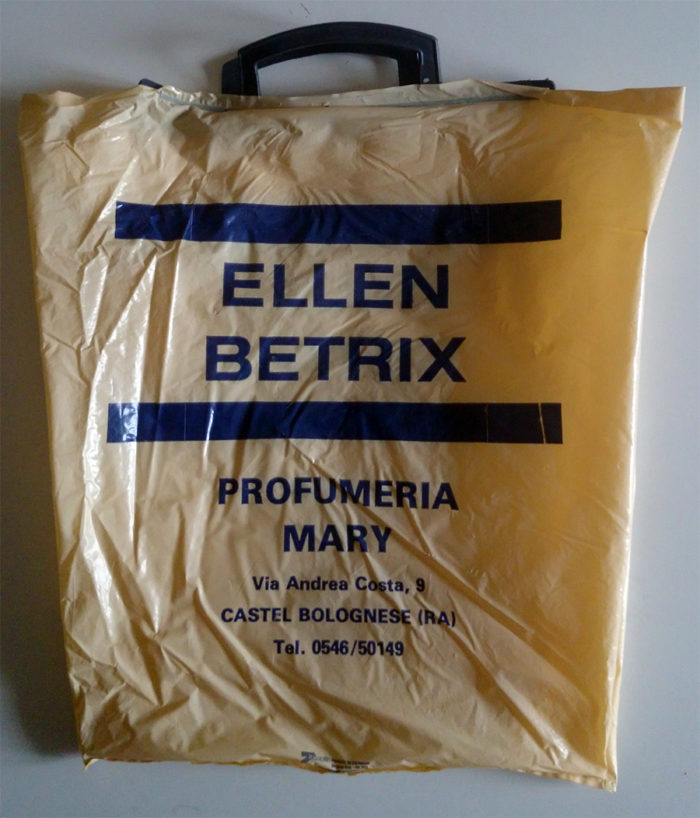 ELLEN
BETRIX
PROFUMERIA
MARY
Via Andrea Costa, 9
CASTEL BOLOGNESE (RA)
Tel. 0546/50149